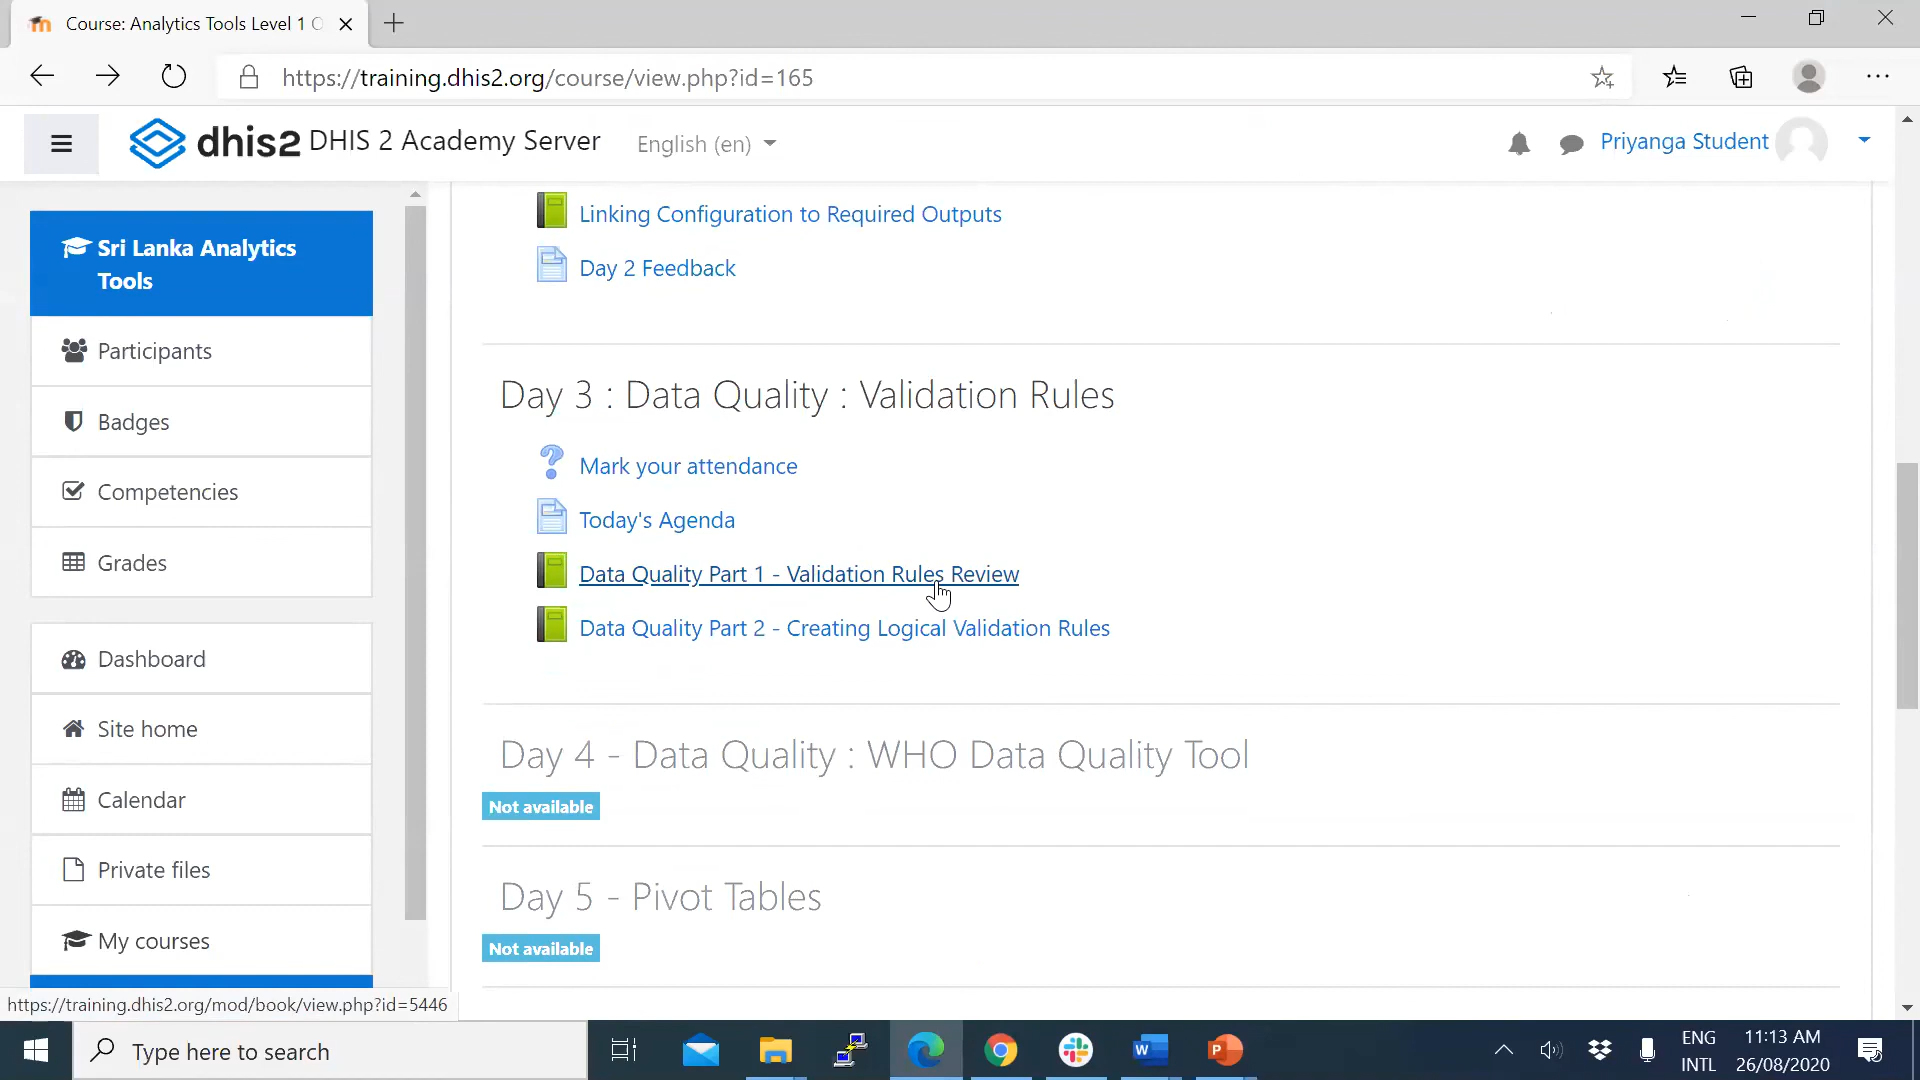 Course: Analytics Tools Level 1 O
https://training.dhis2.org/course/view.php?id=165
dhis2 DHIS 2 Academy Server
English (en)
Priyanga Student
Sri Lanka Analytics
Tools
Participants
Badges
Competencies
Grades
Dashboard
Site home
Calendar
Private files
My courses
Linking Configuration to Required Outputs
Day 2 Feedback
Day 3 : Data Quality : Validation Rules
Mark your attendance
Today's Agenda
Data Quality Part 1 - Validation Rules Review
Data Quality Part 2 - Creating Logical Validation Rules
Day 4 - Data Quality : WHO Data Quality Tool
Not available
Day 5 - Pivot Tables
Not available
https://training.dhis2.org/mod/book/view.php?id=5446
Type here to search
ENG
INTL
11:13 AM
26/08/2020